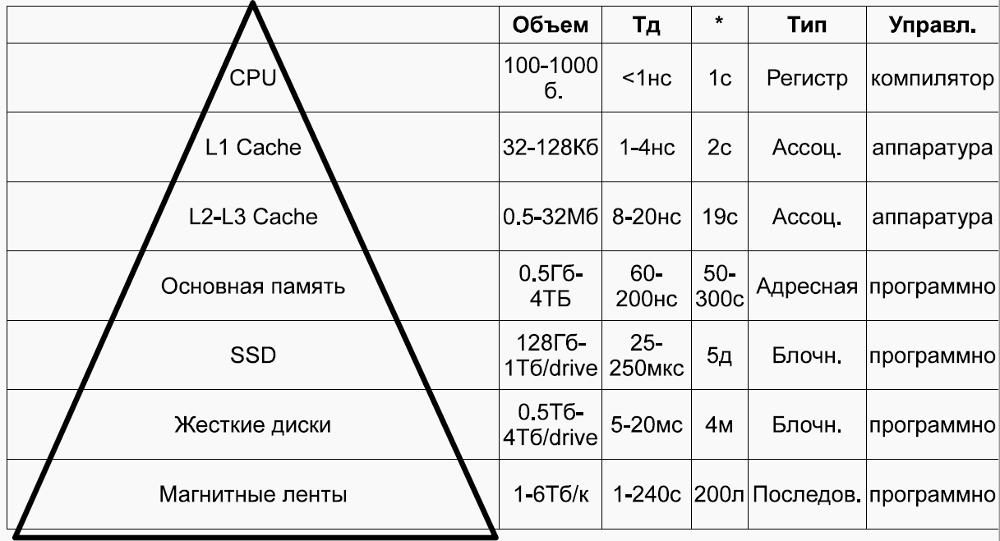 Объем Тд * Тип Управл.
CPU 100-1000 б. <1нс 1с Регистр компилятор
L1 Cache 32-128Кб 1-4нс 2с Ассоц. аппаратура
L2-L3 Cache 0.5-32Мб 8-20нс 19с Ассоц. аппаратура
Основная память 0.5Гб-4ТБ 60-200нс 50-300с Адресная программно
SSD 128Гб-1Тб/drive 25-250мкс 5д Блочн. программно
Жесткие диски 0.5Тб-4Тб/drive 5-20мс 4м Блочн. программно
Магнитные ленты 1-6Тб/к 1-240с 200л Последов. программно